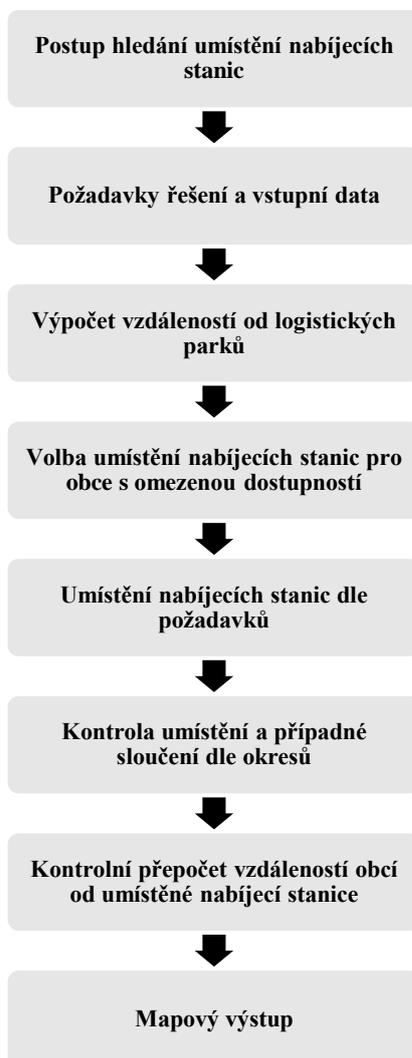 Postup hledání umístění nabíjecích
stanic
Požadavky řešení a vstupní data
Výpočet vzdáleností od logistických
parků
Volba umístění nabíjecích stanic pro
obce s omezenou dostupností
Umístění nabíjecích stanic dle
požadavků
Kontrola umístění a případné
sloučení dle okresů
Kontrolní přepočet vzdáleností obcí
od umístěné nabíjecí stanice
Mapový výstup